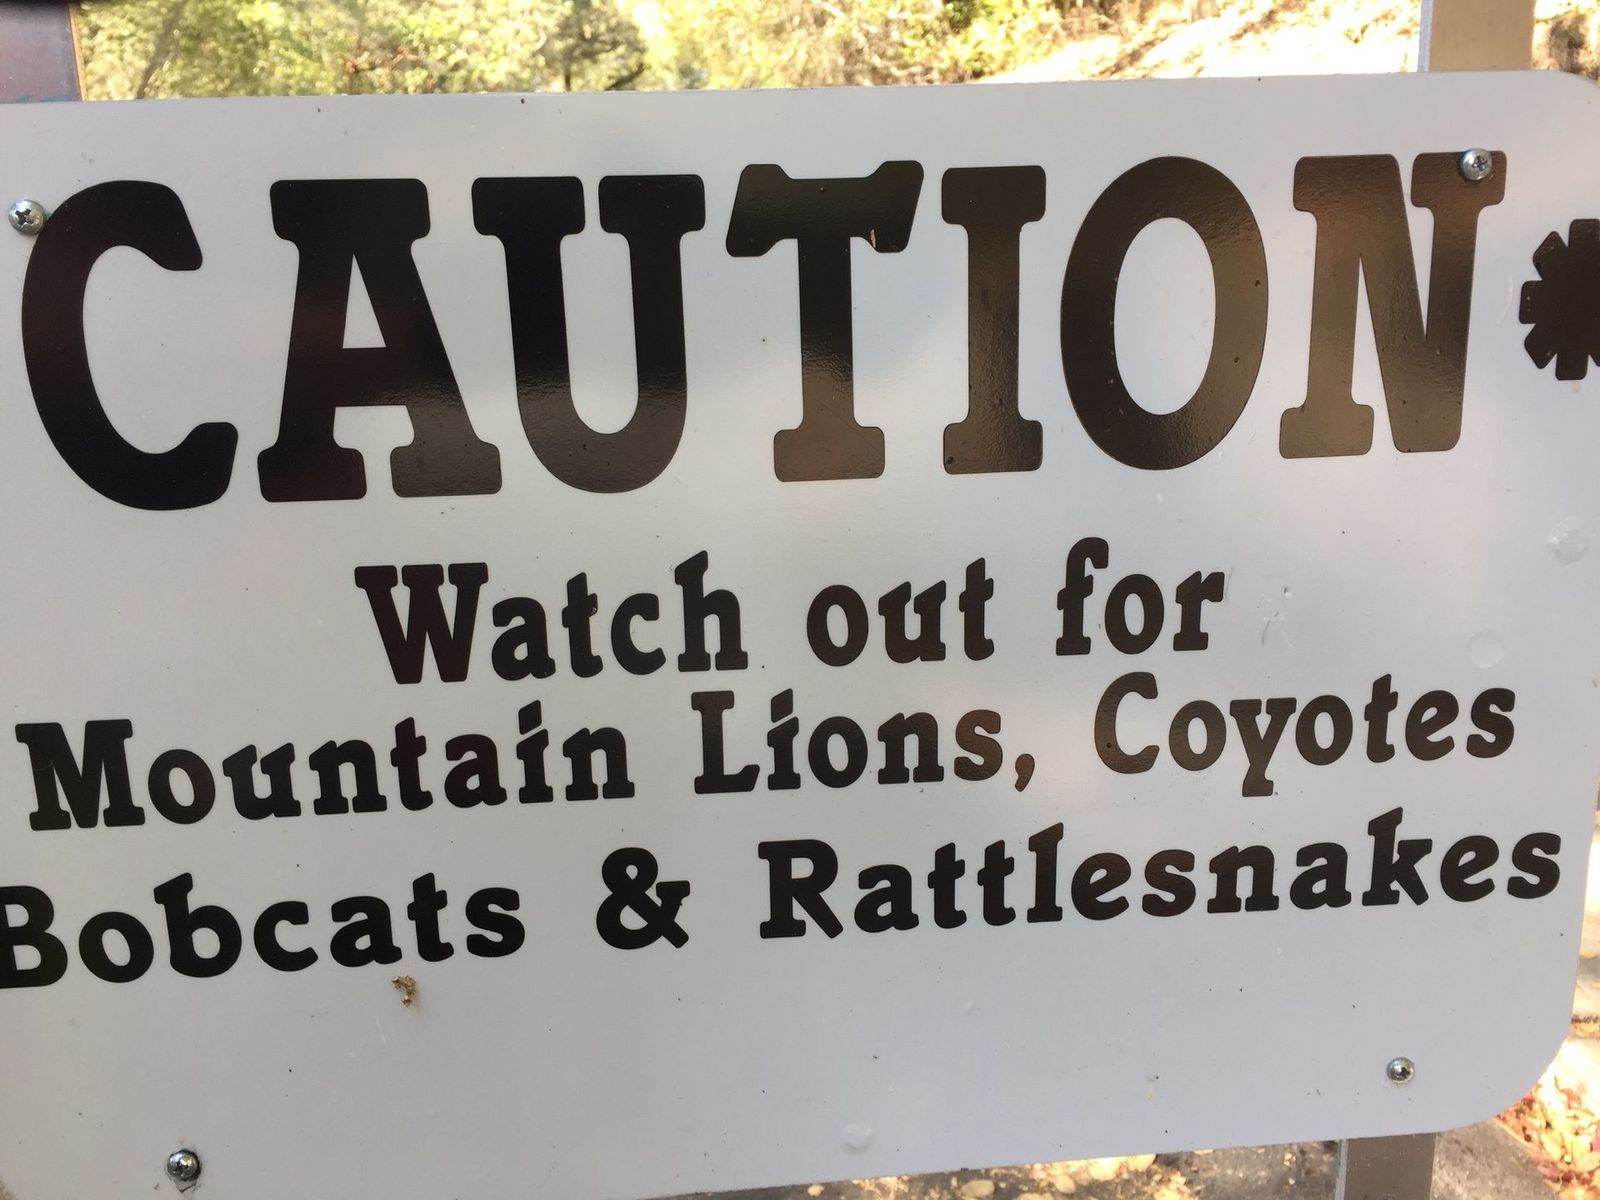 CAUTION*
Watch out for
Mountain Lions, Coyotes
Bobcats & Rattlesnakes